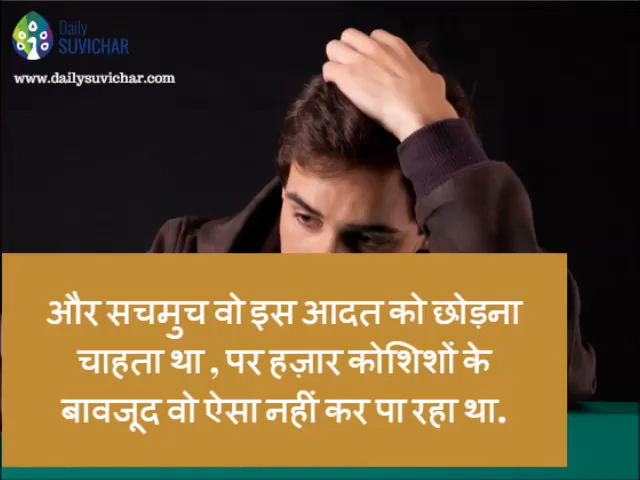 Daily
SUVICHAR
www.dailysuvichar.com
और सचमुच वो इस आदत को छोड़ना
चाहता था , पर हज़ार कोशिशों के
बावजूद वो ऐसा नहीं कर पा रहा था.